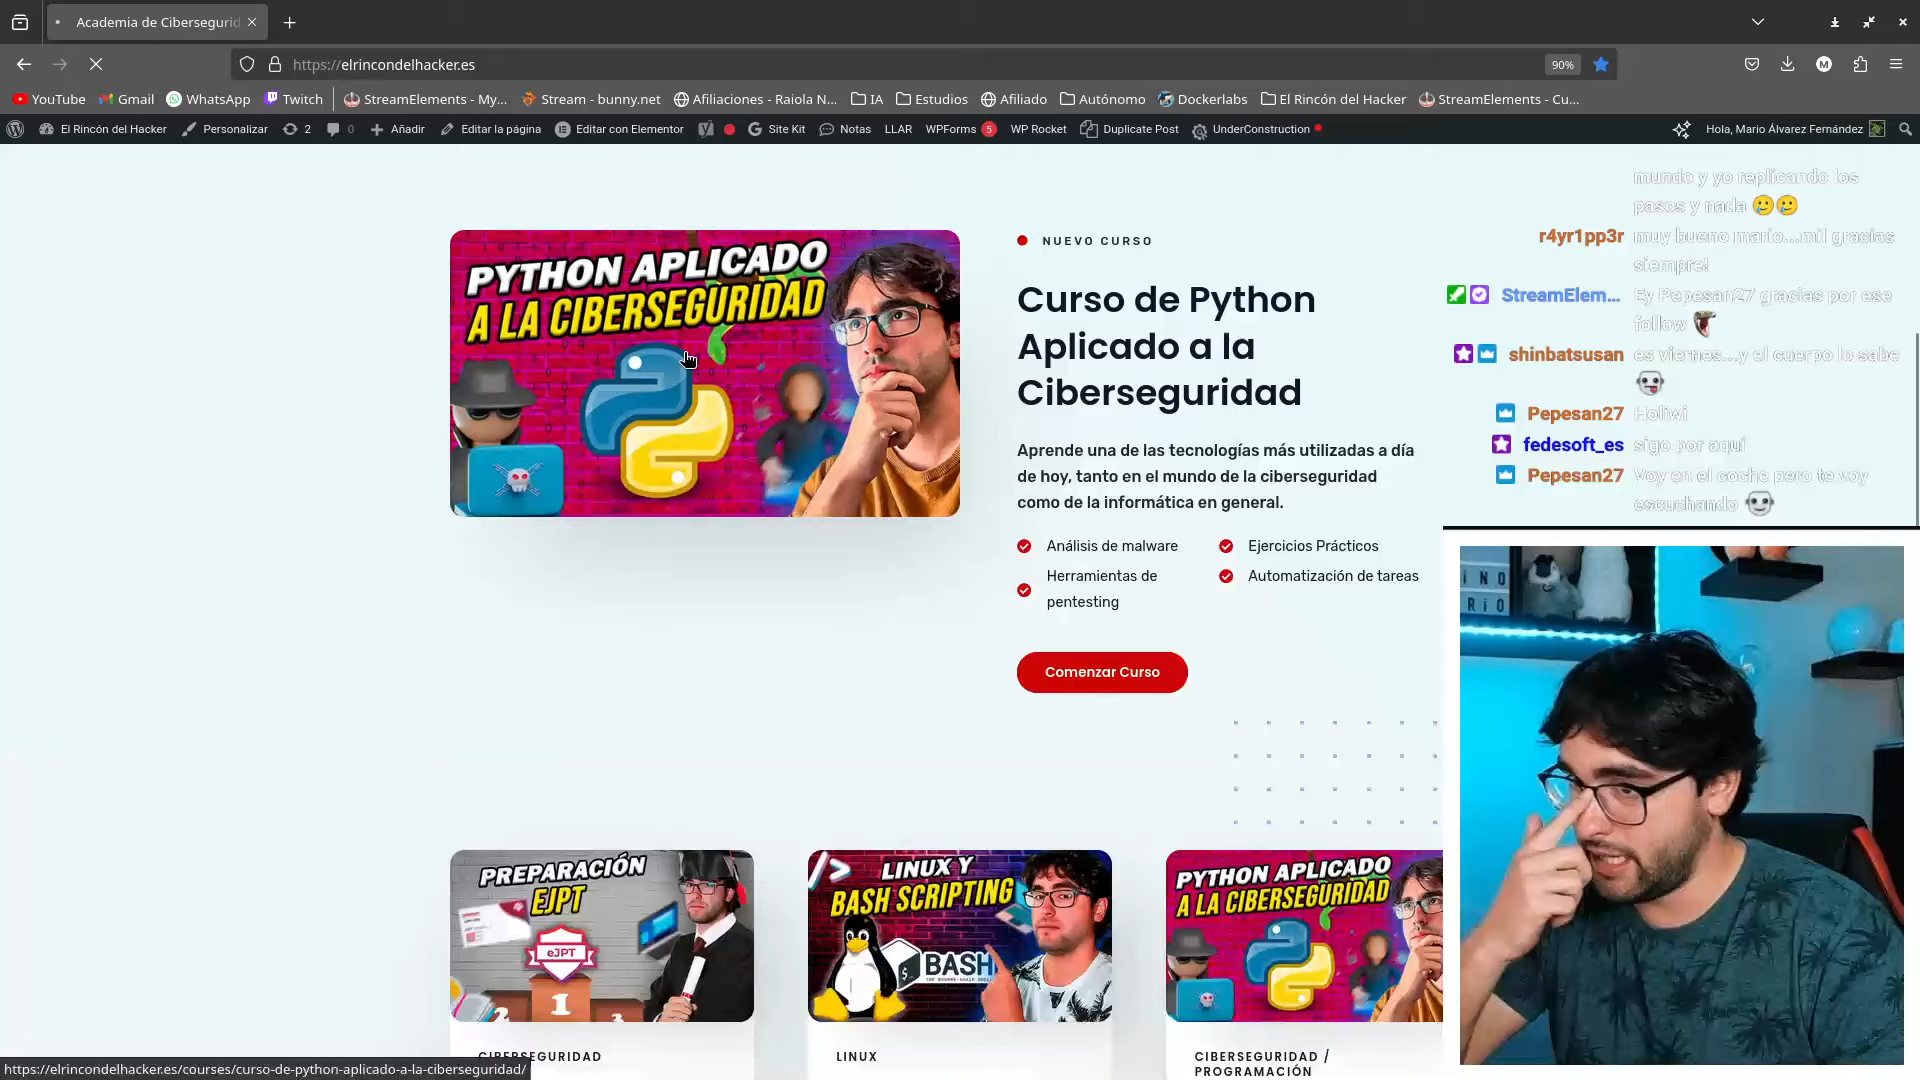 Academia de Cibersegurid
https://elrincondelhacker.es
90%
M
YouTube
Gmail
WhatsApp
Twitch
StreamElements - My...
Stream - bunny.net
Afiliaciones - Raiola N...
IA
Estudios
Afiliado
Autónomo
Dockerlabs
El Rincón del Hacker
StreamElements - Cu...
El Rincón del Hacker
Personalizar
2
0
Añadir
Editar la página
Editar con Elementor
Site Kit
Notas
LLAR
WPForms 5
WP Rocket
Duplicate Post
UnderConstruction
Hola, Mario Álvarez Fernández
PYTHON APLICADO
A LA CIBERSEGURIDAD
NUEVO CURSO
Curso de Python
Aplicado a la
Ciberseguridad
Aprende una de las tecnologías más utilizadas a día
de hoy, tanto en el mundo de la ciberseguridad
como de la informática en general.
Análisis de malware
Ejercicios Prácticos
Herramientas de
pentesting
Automatización de tareas
Comenzar Curso
mundo y yo replicando los
pasos y nada 🥲🥲
r4yr1pp3r muy bueno mario...mil gracias
siempre!
StreamElem... Ey Pepesan27 gracias por ese
follow
shinbatsusan es viernes...y el cuerpo lo sabe
Pepesan27 Holiwi
fedesoft_es sigo por aquí
Pepesan27 Voy en el coche pero te voy
escuchando
PREPARACIÓN
EJPT
eJPT
2
1
3
LINUX Y
BASH SCRIPTING
BASH
PYTHON APLICADO
A LA CIBERSEGURIDAD
CIBERSEGURIDAD
LINUX
CIBERSEGURIDAD /
PROGRAMACIÓN
https://elrincondelhacker.es/courses/curso-de-python-aplicado-a-la-ciberseguridad/